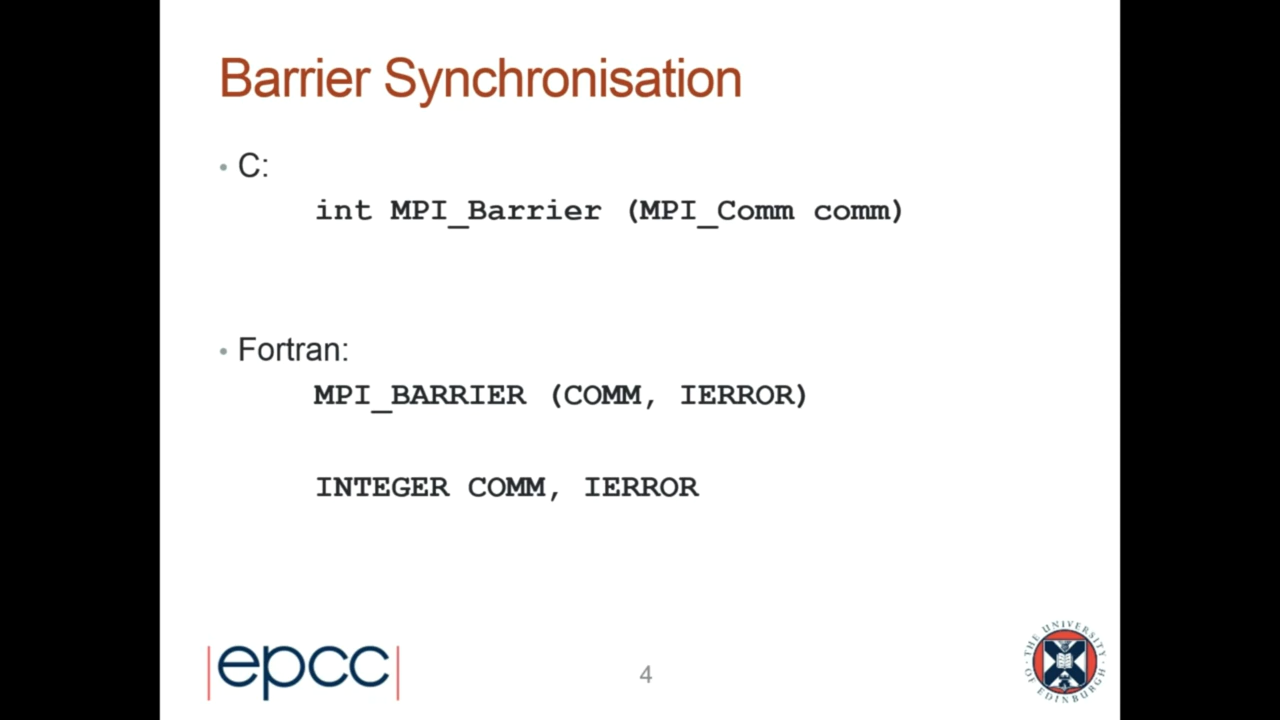 Barrier Synchronisation
• C:
int MPI_Barrier (MPI_Comm comm)
• Fortran:
MPI_BARRIER (COMM, IERROR)
INTEGER COMM, IERROR
|epcc|
4
THE UNIVERSITY OF EDINBURGH